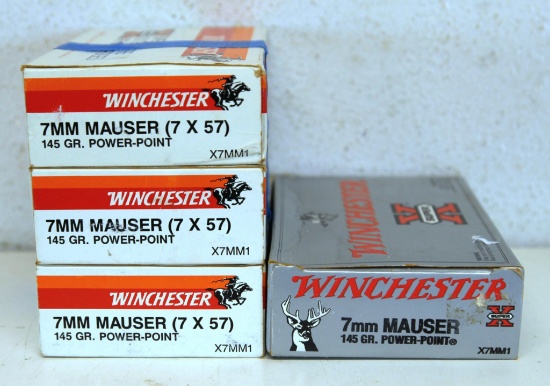 WINCHESTER
7MM MAUSER (7 X 57)
145 GR. POWER-POINT
X7MM1
WINCHESTER
7MM MAUSER (7 X 57)
145 GR. POWER-POINT
X7MM1
WINCHESTER
7MM MAUSER (7 X 57)
145 GR. POWER-POINT
X7MM1
WINCHESTER
SUPER X
WINCHESTER
7mm MAUSER
145 GR. POWER-POINT®
SUPER X
X7MM1